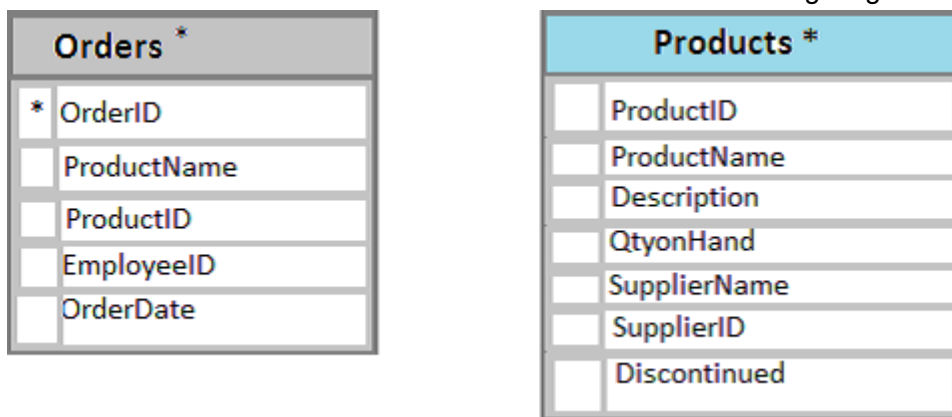 Orders *
* OrderID
ProductName
ProductID
EmployeeID
OrderDate
Products *
ProductID
ProductName
Description
QtyonHand
SupplierName
SupplierID
Discontinued